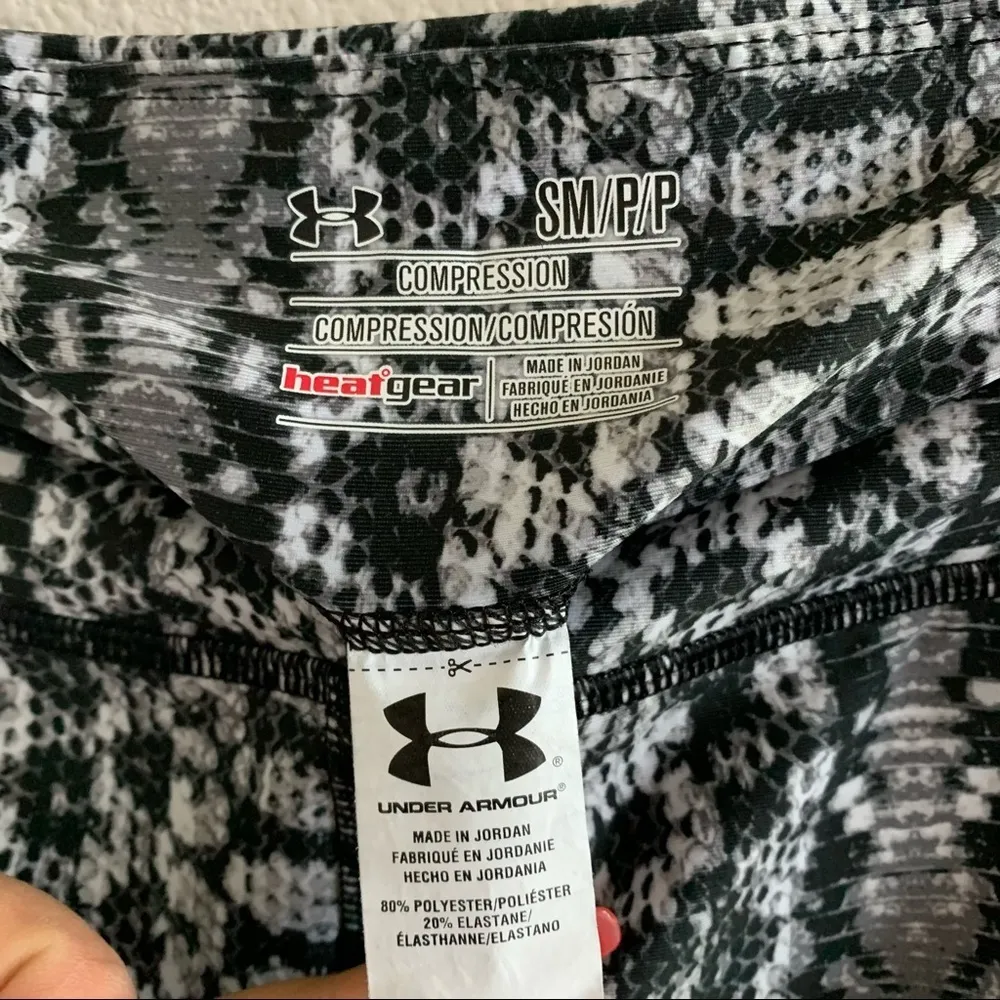 SM/P/P
COMPRESSION
COMPRESSION/COMPRESIÓN
heatgear
MADE IN JORDAN
FABRIQUÉ EN JORDANIE
HECHO EN JORDANIA
®
UNDER ARMOUR®
MADE IN JORDAN
FABRIQUÉ EN JORDANIE
HECHO EN JORDANIA
80% POLYESTER/POLIÉSTER
20% ELASTANE/
ÉLASTHANNE/ELASTANO